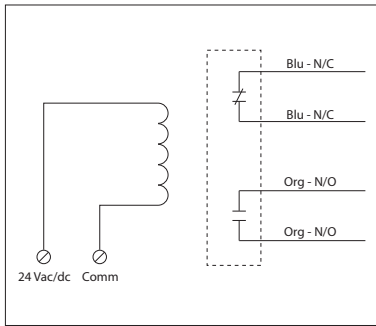 Blu - N/C
Blu - N/C
Org - N/O
Org - N/O
24 Vac/dc Comm